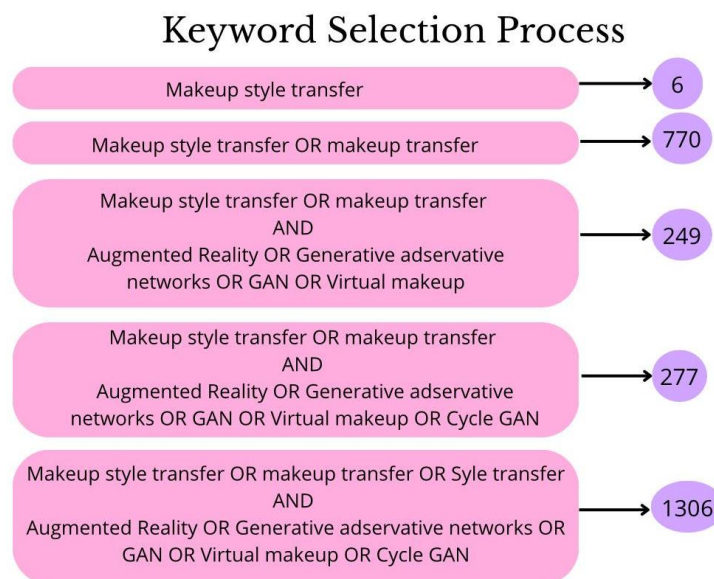 Keyword Selection Process
Makeup style transfer
6
Makeup style transfer OR makeup transfer
770
Makeup style transfer OR makeup transfer
AND
Augmented Reality OR Generative adservative
networks OR GAN OR Virtual makeup
249
Makeup style transfer OR makeup transfer
AND
Augmented Reality OR Generative adservative
networks OR GAN OR Virtual makeup OR Cycle GAN
277
Makeup style transfer OR makeup transfer OR Syle transfer
AND
Augmented Reality OR Generative adservative networks OR
GAN OR Virtual makeup OR Cycle GAN
1306